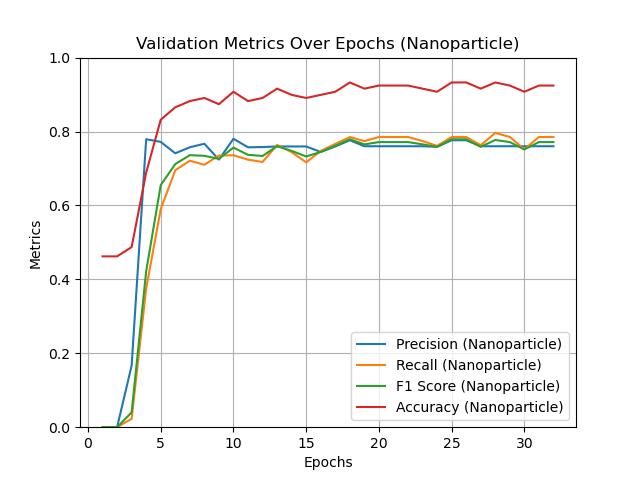 Validation Metrics Over Epochs (Nanoparticle)
1.0
0.8
0.6
0.4
0.2
0.0
Metrics
0 5 10 15 20 25 30
Epochs
Precision (Nanoparticle)
Recall (Nanoparticle)
F1 Score (Nanoparticle)
Accuracy (Nanoparticle)